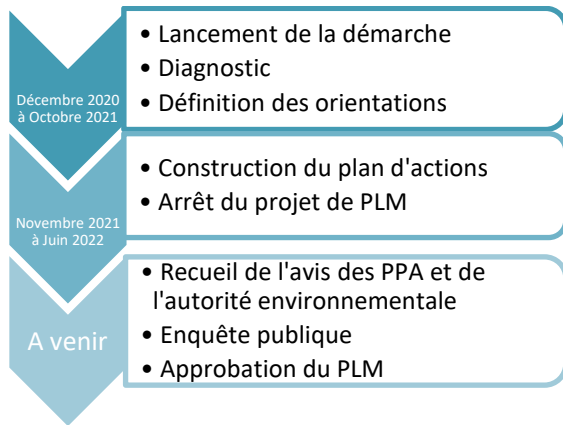 Décembre 2020
à Octobre 2021
• Lancement de la démarche
• Diagnostic
• Définition des orientations
Novembre 2021
à Juin 2022
• Construction du plan d'actions
• Arrêt du projet de PLM
A venir
• Recueil de l'avis des PPA et de
l'autorité environnementale
• Enquête publique
• Approbation du PLM